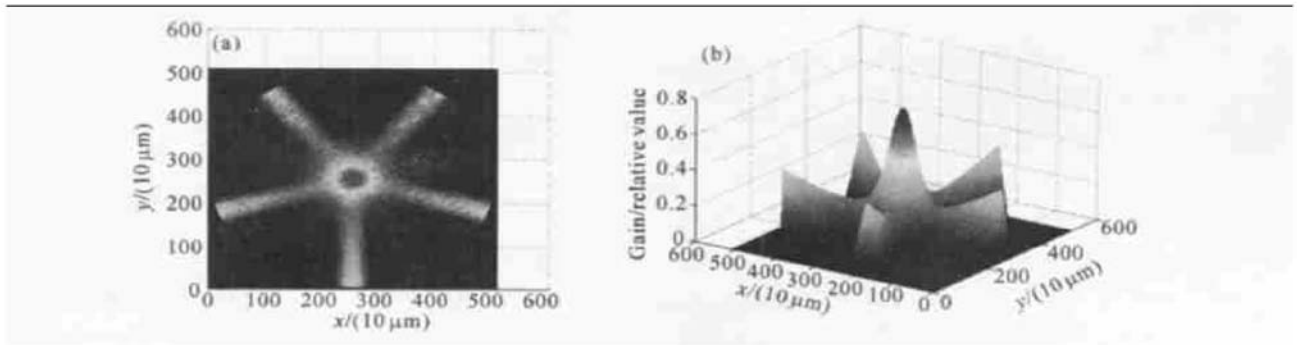 (a)
600
500
400
300
200
100
0
y/(10 μm)
0 100 200 300 400 500 600
x/(10 μm)
(b)
0.8
0.6
0.4
0.2
0
Gain/relative value
600 500 400 300 200 100 0
x/(10 μm)
0 200 400 600
y/(10 μm)